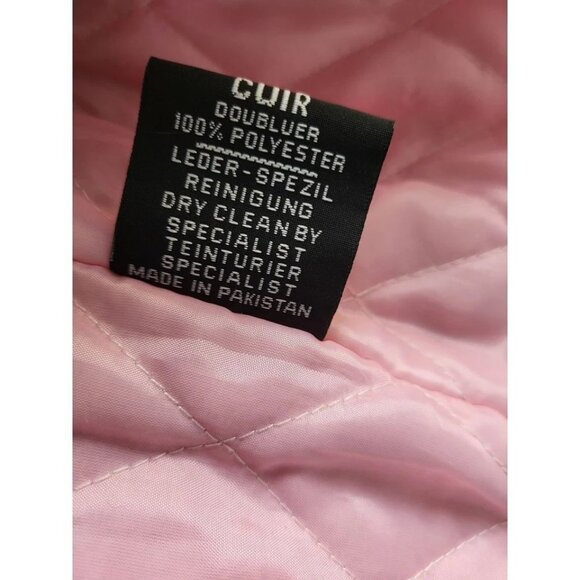 CUIR
DOUBLUER
100% POLYESTER
LEDER-SPEZIL
REINIGUNG
DRY CLEAN BY
SPECIALIST
TEINTURIER
SPECIALIST
MADE IN PAKISTAN